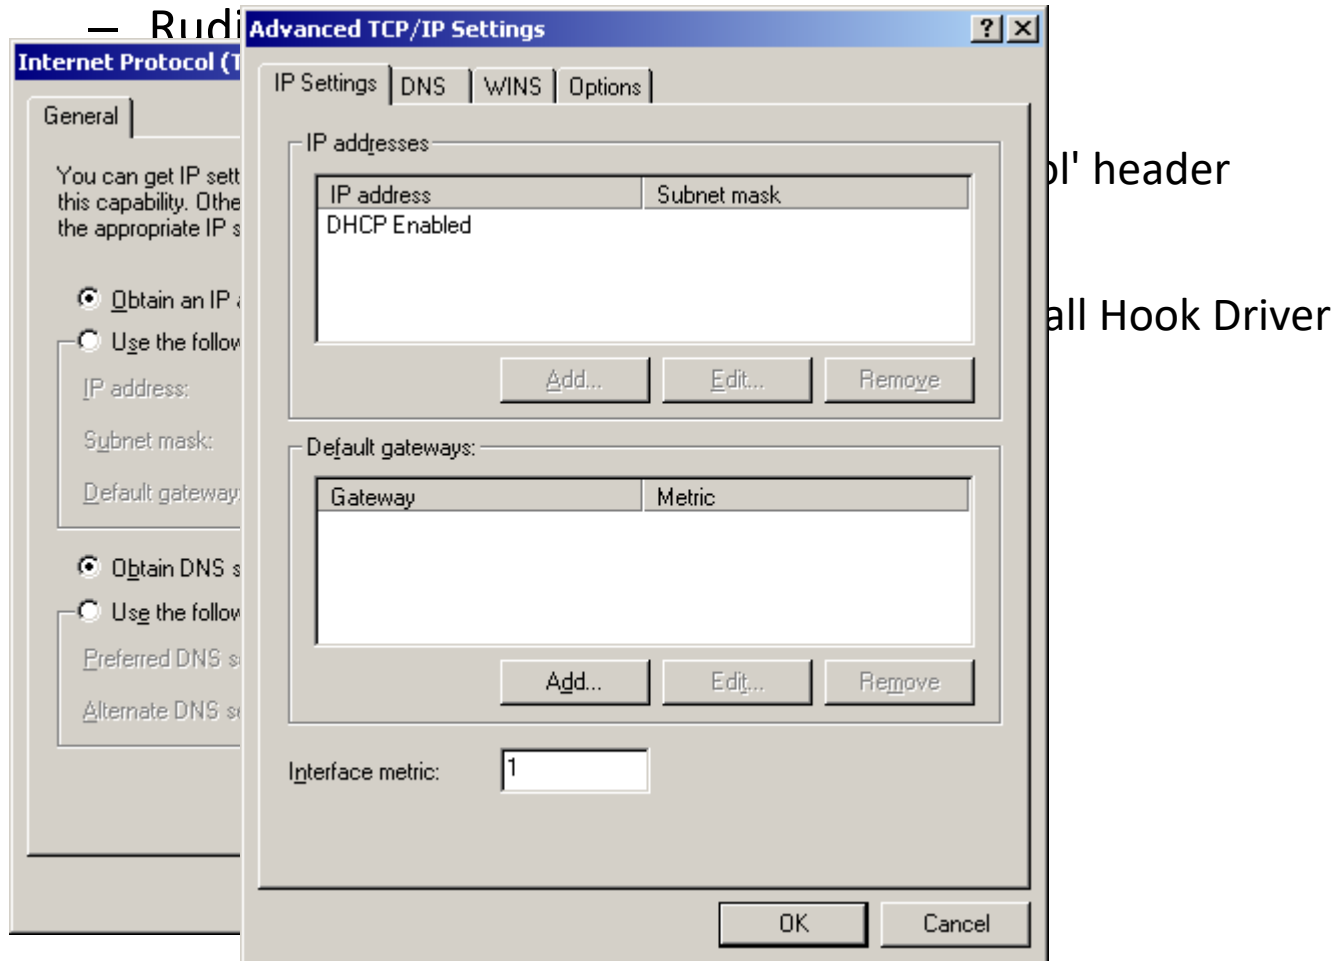 – Rudi
Advanced TCP/IP Settings
Internet Protocol (T
IP Settings DNS WINS Options
General
IP addresses
ol' header
You can get IP sett
this capability. Othe
the appropriate IP s
IP address Subnet mask
DHCP Enabled
Obtain an IP a
all Hook Driver
Use the follow
IP address:
Add... Edit... Remove
Subnet mask:
Default gateways:
Default gateway:
Gateway Metric
Obtain DNS s
Use the follow
Preferred DNS se
Add... Edit... Remove
Alternate DNS se
Interface metric: 1
OK Cancel